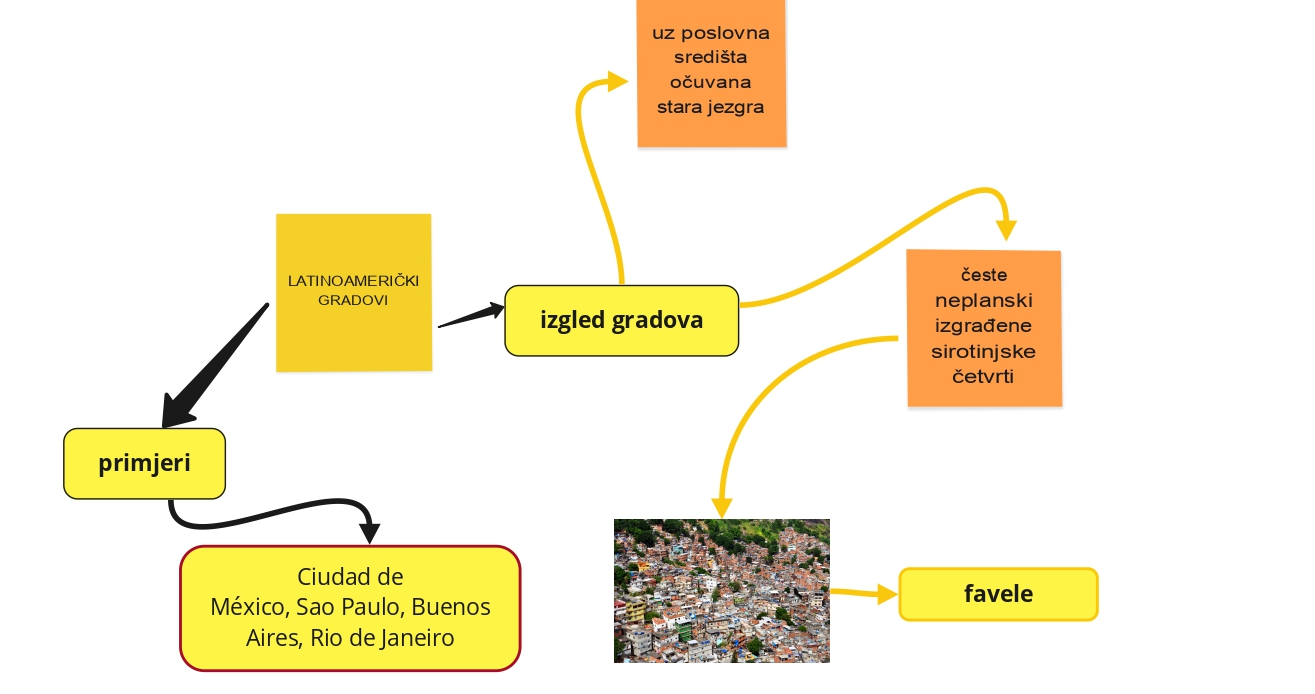 uz poslovna
središta
očuvana
stara jezgra
LATINOAMERIČKI
GRADOVI
izgled gradova
česte
neplanski
izgrađene
sirotinjske
četvrti
primjeri
Ciudad de
México, Sao Paulo, Buenos
Aires, Rio de Janeiro
favele